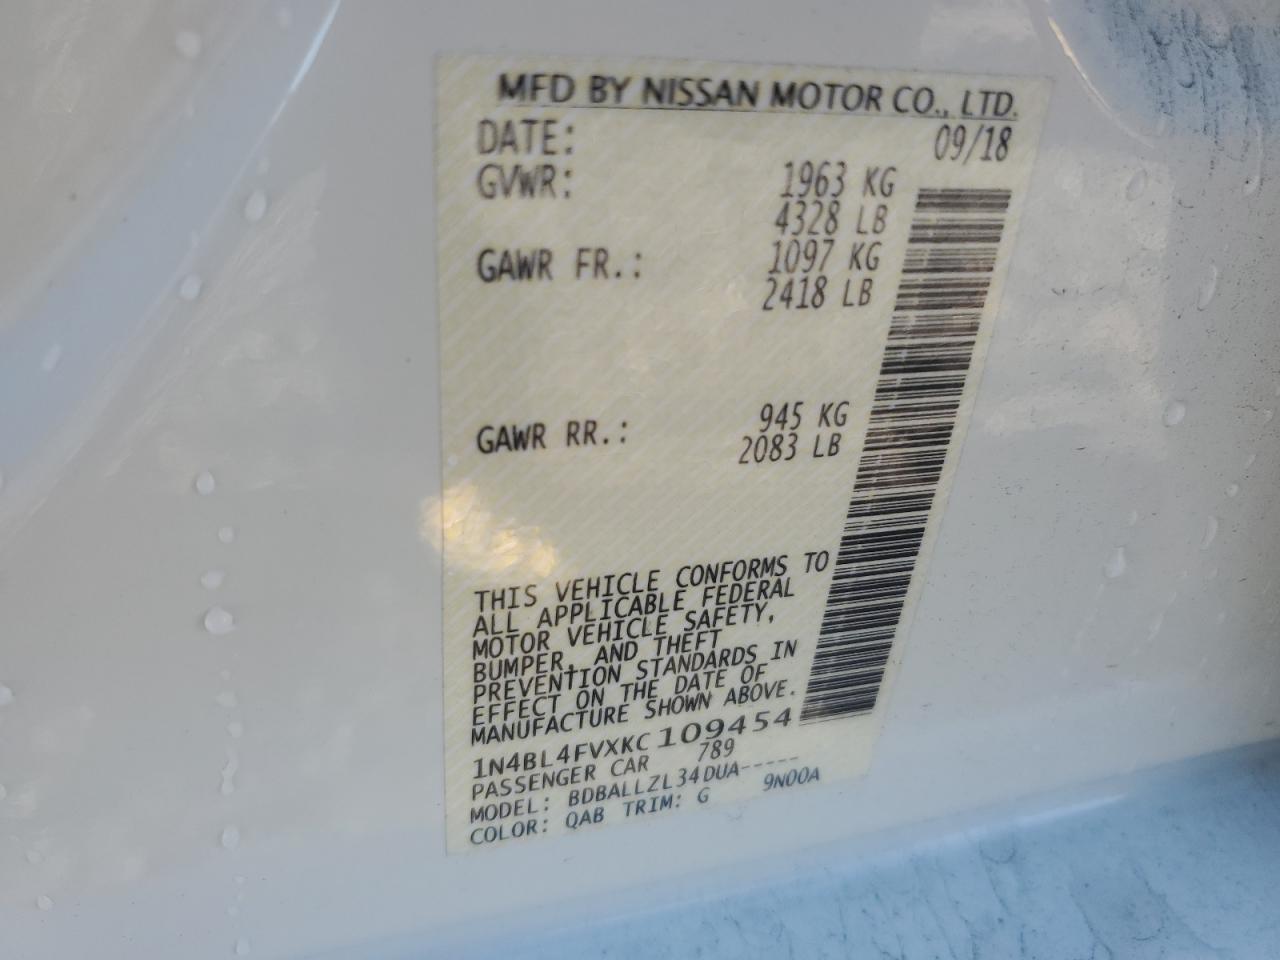 MFD BY NISSAN MOTOR CO., LTD.
DATE: 09/18
GVWR: 1963 KG
4328 LB
GAWR FR.: 1097 KG
2418 LB
GAWR RR.: 945 KG
2083 LB
THIS VEHICLE CONFORMS TO
ALL APPLICABLE FEDERAL
MOTOR VEHICLE SAFETY,
BUMPER, AND THEFT
PREVENTION STANDARDS IN
EFFECT ON THE DATE OF
MANUFACTURE SHOWN ABOVE.
1N4BL4FVXKC109454
PASSENGER CAR 789
MODEL: BDBALLZL34DUA-----
COLOR: QAB TRIM: G 9N00A